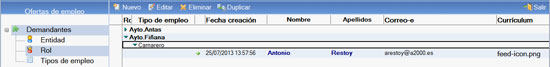 Ofertas de empleo
Nuevo Editar Eliminar Duplicar Salir
Demandantes
Entidad
Rol
Tipos de empleo
Ro Tipo de empleo Fecha creación Nombre Apellidos Correo-e Currículum
Ayto.Antas
Ayto.Fiñana
Camarero
25/07/2013 13:57:56 Antonio Restoy arestoy@a2000.es feed-icon.png